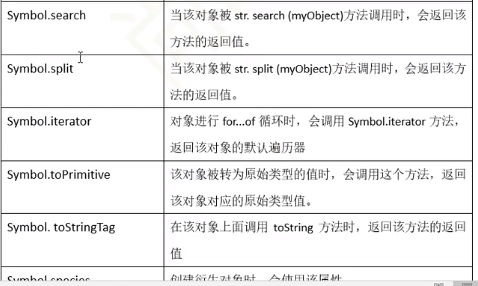 Symbol.search
当该对象被 str. search (myObject)方法调用时，会返回该
方法的返回值。
Symbol.split
当该对象被 str. split (myObject)方法调用时，会返回该方
法的返回值。
Symbol.iterator
对象进行 for...of 循环时，会调用 Symbol.iterator 方法，
返回该对象的默认遍历器
Symbol.toPrimitive
该对象被转为原始类型的值时，会调用这个方法，返回
该对象对应的原始类型值。
Symbol. toStringTag
在该对象上面调用 toString 方法时，返回该方法的返回
值
Symbol.species
创建衍生对象时，会使用该属性